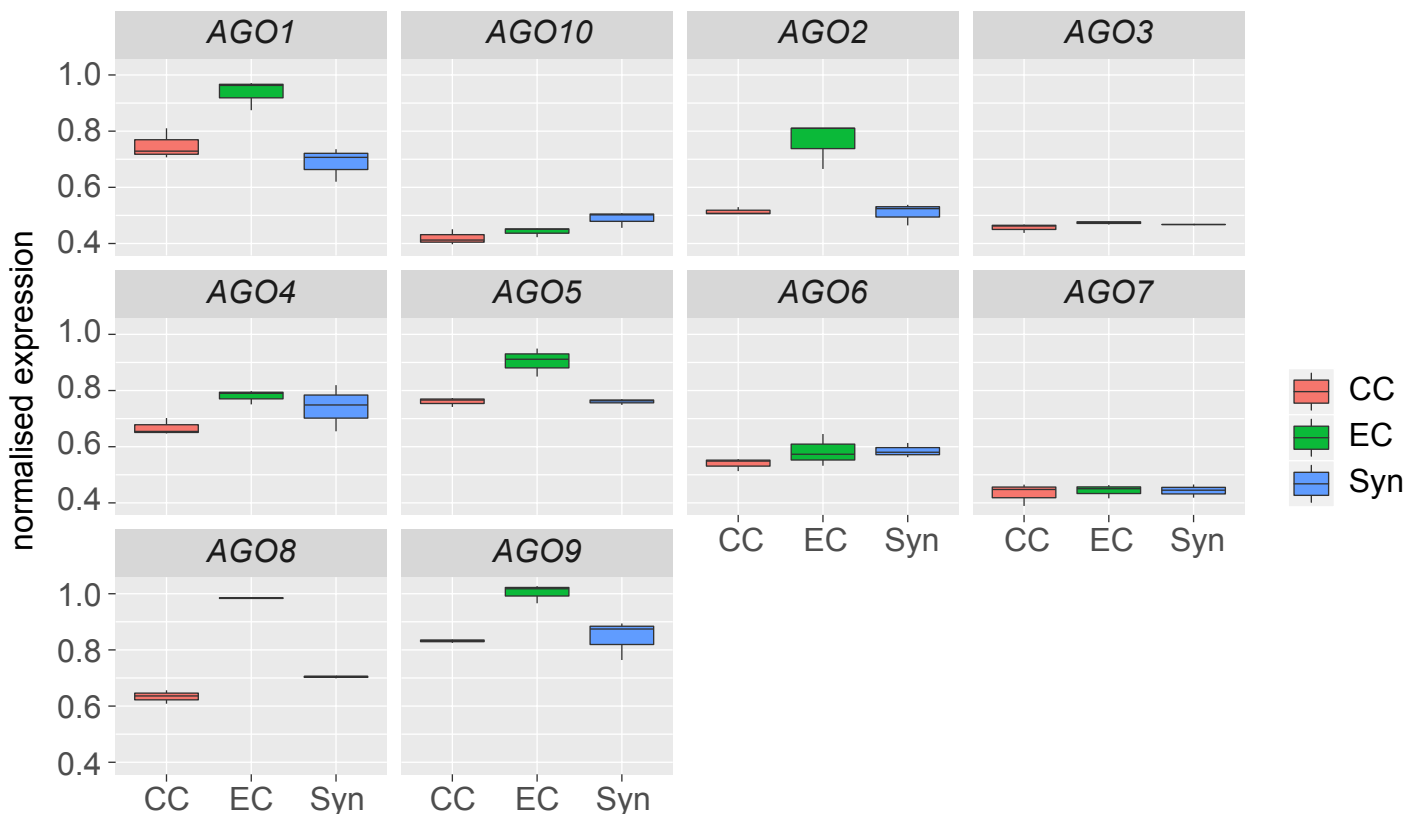 AGO1 AGO10 AGO2 AGO3
1.0
0.8
0.6
0.4
normalised expression
AGO4 AGO5 AGO6 AGO7
1.0
0.8
0.6
0.4
CC EC Syn CC EC Syn
CC
EC
Syn
AGO8 AGO9
1.0
0.8
0.6
0.4
CC EC Syn CC EC Syn